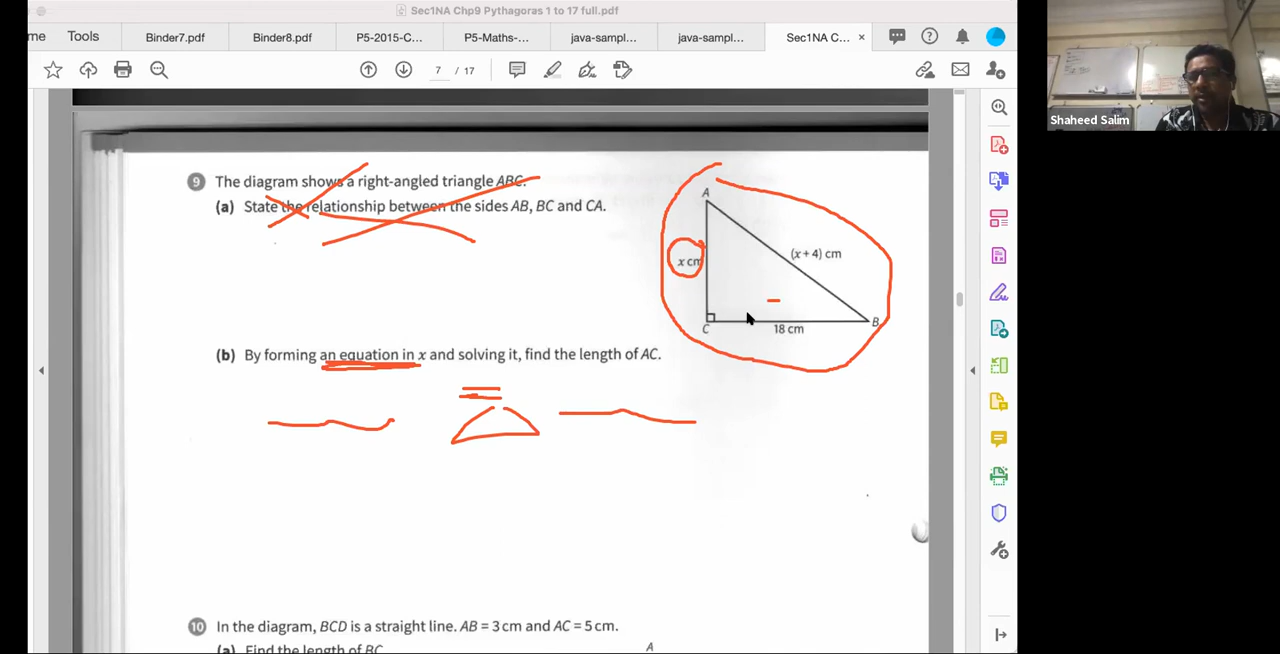 Sec1NA Chp9 Pythagoras 1 to 17 full.pdf
me Tools Binder7.pdf Binder8.pdf P5-2015-C... P5-Maths-... java-sampl... java-sampl... Sec1NA C... ×
7 / 17
Shaheed Salim
9 The diagram shows a right-angled triangle ABC.
(a) State the relationship between the sides AB, BC and CA.
A
x cm
(x + 4) cm
C
B
18 cm
(b) By forming an equation in x and solving it, find the length of AC.
10 In the diagram, BCD is a straight line. AB = 3 cm and AC = 5 cm.
(a) Find the length of BC.
A